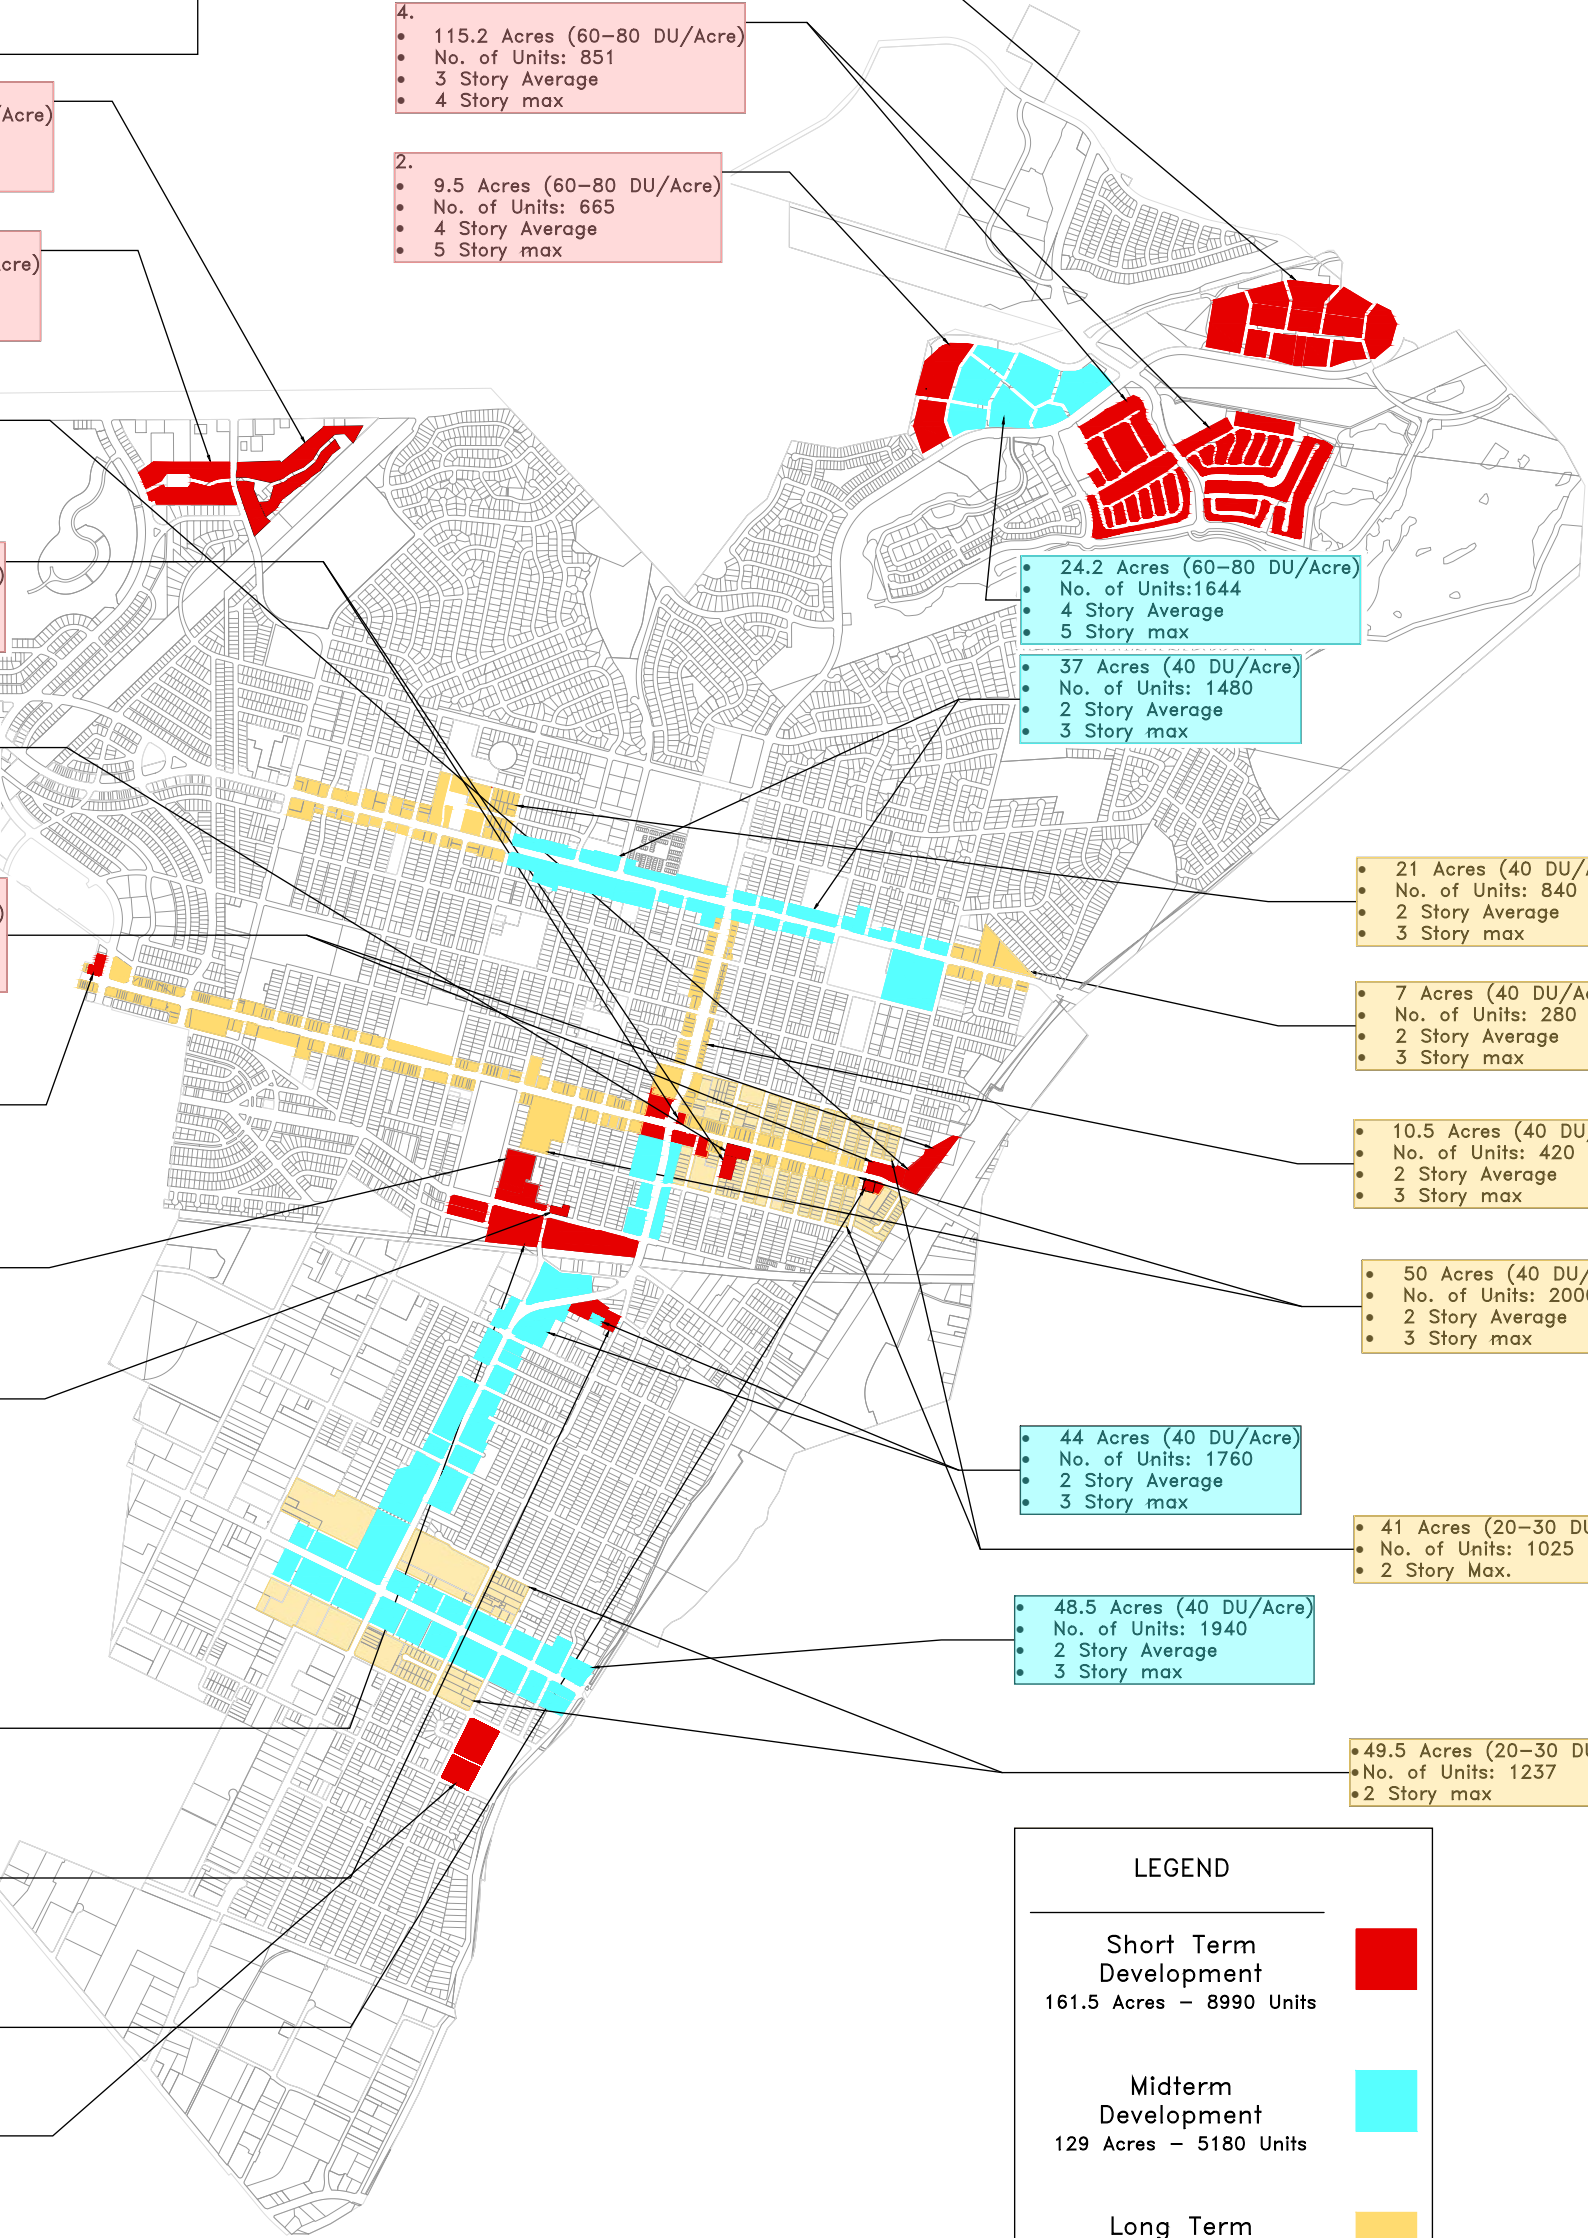 4.
• 115.2 Acres (60-80 DU/Acre)
• No. of Units: 851
• 3 Story Average
• 4 Story max
/Acre)
2.
• 9.5 Acres (60-80 DU/Acre)
• No. of Units: 665
• 4 Story Average
• 5 Story max
cre)
)
• 24.2 Acres (60-80 DU/Acre)
• No. of Units:1644
• 4 Story Average
• 5 Story max
• 37 Acres (40 DU/Acre)
• No. of Units: 1480
• 2 Story Average
• 3 Story max
• 21 Acres (40 DU/
• No. of Units: 840
• 2 Story Average
• 3 Story max
)
• 7 Acres (40 DU/Ac
• No. of Units: 280
• 2 Story Average
• 3 Story max
• 10.5 Acres (40 DU/
• No. of Units: 420
• 2 Story Average
• 3 Story max
• 50 Acres (40 DU/
• No. of Units: 200
• 2 Story Average
• 3 Story max
• 44 Acres (40 DU/Acre)
• No. of Units: 1760
• 2 Story Average
• 3 Story max
• 41 Acres (20-30 DU
• No. of Units: 1025
• 2 Story Max.
• 48.5 Acres (40 DU/Acre)
• No. of Units: 1940
• 2 Story Average
• 3 Story max
• 49.5 Acres (20-30 DU
• No. of Units: 1237
• 2 Story max
LEGEND
Short Term
Development
161.5 Acres - 8990 Units
Midterm
Development
129 Acres - 5180 Units
Long Term